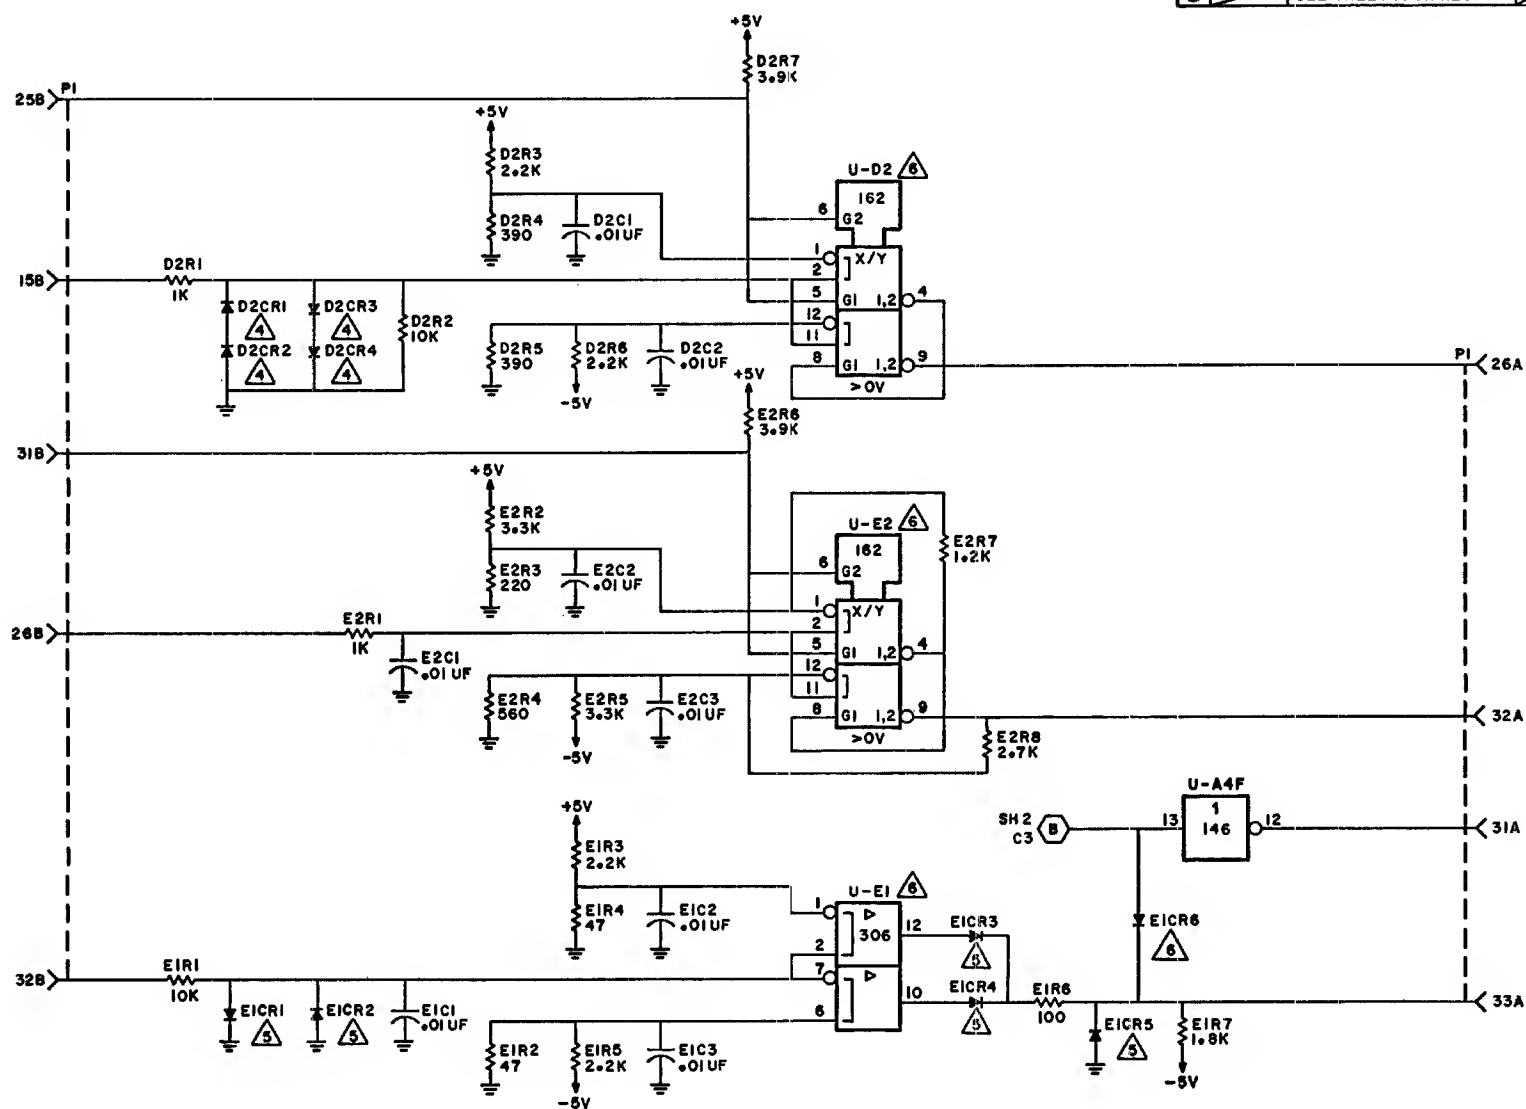 +5V
D2R7
3.9K
P1
25B
+5V
D2R3
2.2K
U-D2 6
162
6 G2
D2R4
390
D2C1
.01UF
1 X/Y
2
15B
D2R1
1K
5 G1 1,2 4
D2CR1
4
D2CR3
4
D2R2
10K
D2CR2
4
D2CR4
4
12
11
D2R5
390
D2R6
2.2K
D2C2
.01UF
8 G1 1,2 9
>0V
P1
26A
-5V
+5V
E2R6
3.9K
31B
+5V
E2R2
3.3K
U-E2 6
162
E2R7
1.2K
6 G2
E2R3
220
E2C2
.01UF
1 X/Y
2
26B
E2R1
1K
5 G1 1,2 4
E2C1
.01UF
12
11
E2R4
560
E2R5
3.3K
E2C3
.01UF
8 G1 1,2 9
>0V
32A
-5V
E2R8
2.7K
U-A4F
+5V
SH 2
C3
B
13
1
146
12
31A
E1R3
2.2K
U-E1 6
1
306
12
E1R4
47
E1C2
.01UF
E1CR3
5
E1CR6
6
2
7
32B
E1R1
10K
10
E1CR4
5
E1R6
100
33A
E1CR1
5
E1CR2
5
E1C1
.01UF
6
E1R2
47
E1R5
2.2K
E1C3
.01UF
E1CR5
5
E1R7
1.8K
-5V
-5V